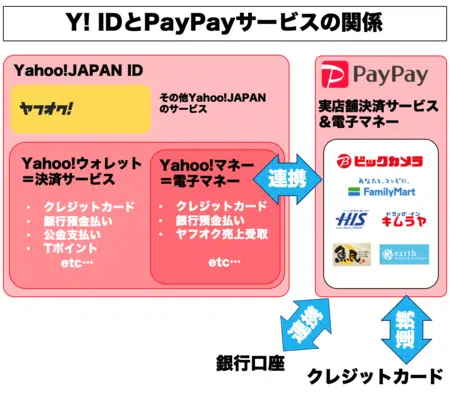 Y! IDとPayPayサービスの関係
Yahoo!JAPAN ID
ヤフオク!
その他Yahoo!JAPAN
のサービス
Yahoo!ウォレット
＝決済サービス
・ クレジットカード
・ 銀行預金払い
・ 公金支払い
・ Tポイント
etc…
Yahoo!マネー
＝電子マネー
・ クレジットカード
・ 銀行預金払い
・ ヤフオク売上受取
etc…
連携
PayPay
実店舗決済サービス
＆電子マネー
ビックカメラ
あなたと、コンビに、
FamilyMart
HIS
ドラッグイン
キムラヤ
魚民
earth
連携
銀行口座
連携
クレジットカード